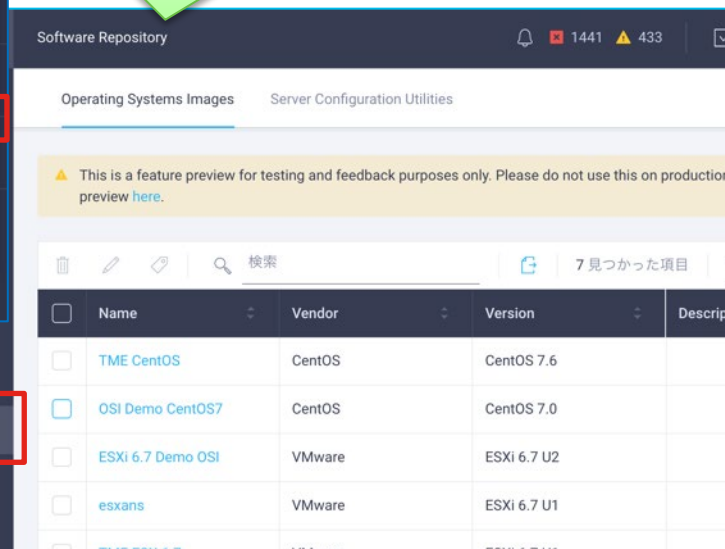 Software Repository
1441
433
Operating Systems Images
Server Configuration Utilities
This is a feature preview for testing and feedback purposes only. Please do not use this on production
preview here.
検索
7 見つかった項目
Name
Vendor
Version
Descrip
TME CentOS
CentOS
CentOS 7.6
OSI Demo CentOS7
CentOS
CentOS 7.0
ESXi 6.7 Demo OSI
VMware
ESXi 6.7 U2
esxans
VMware
ESXi 6.7 U1